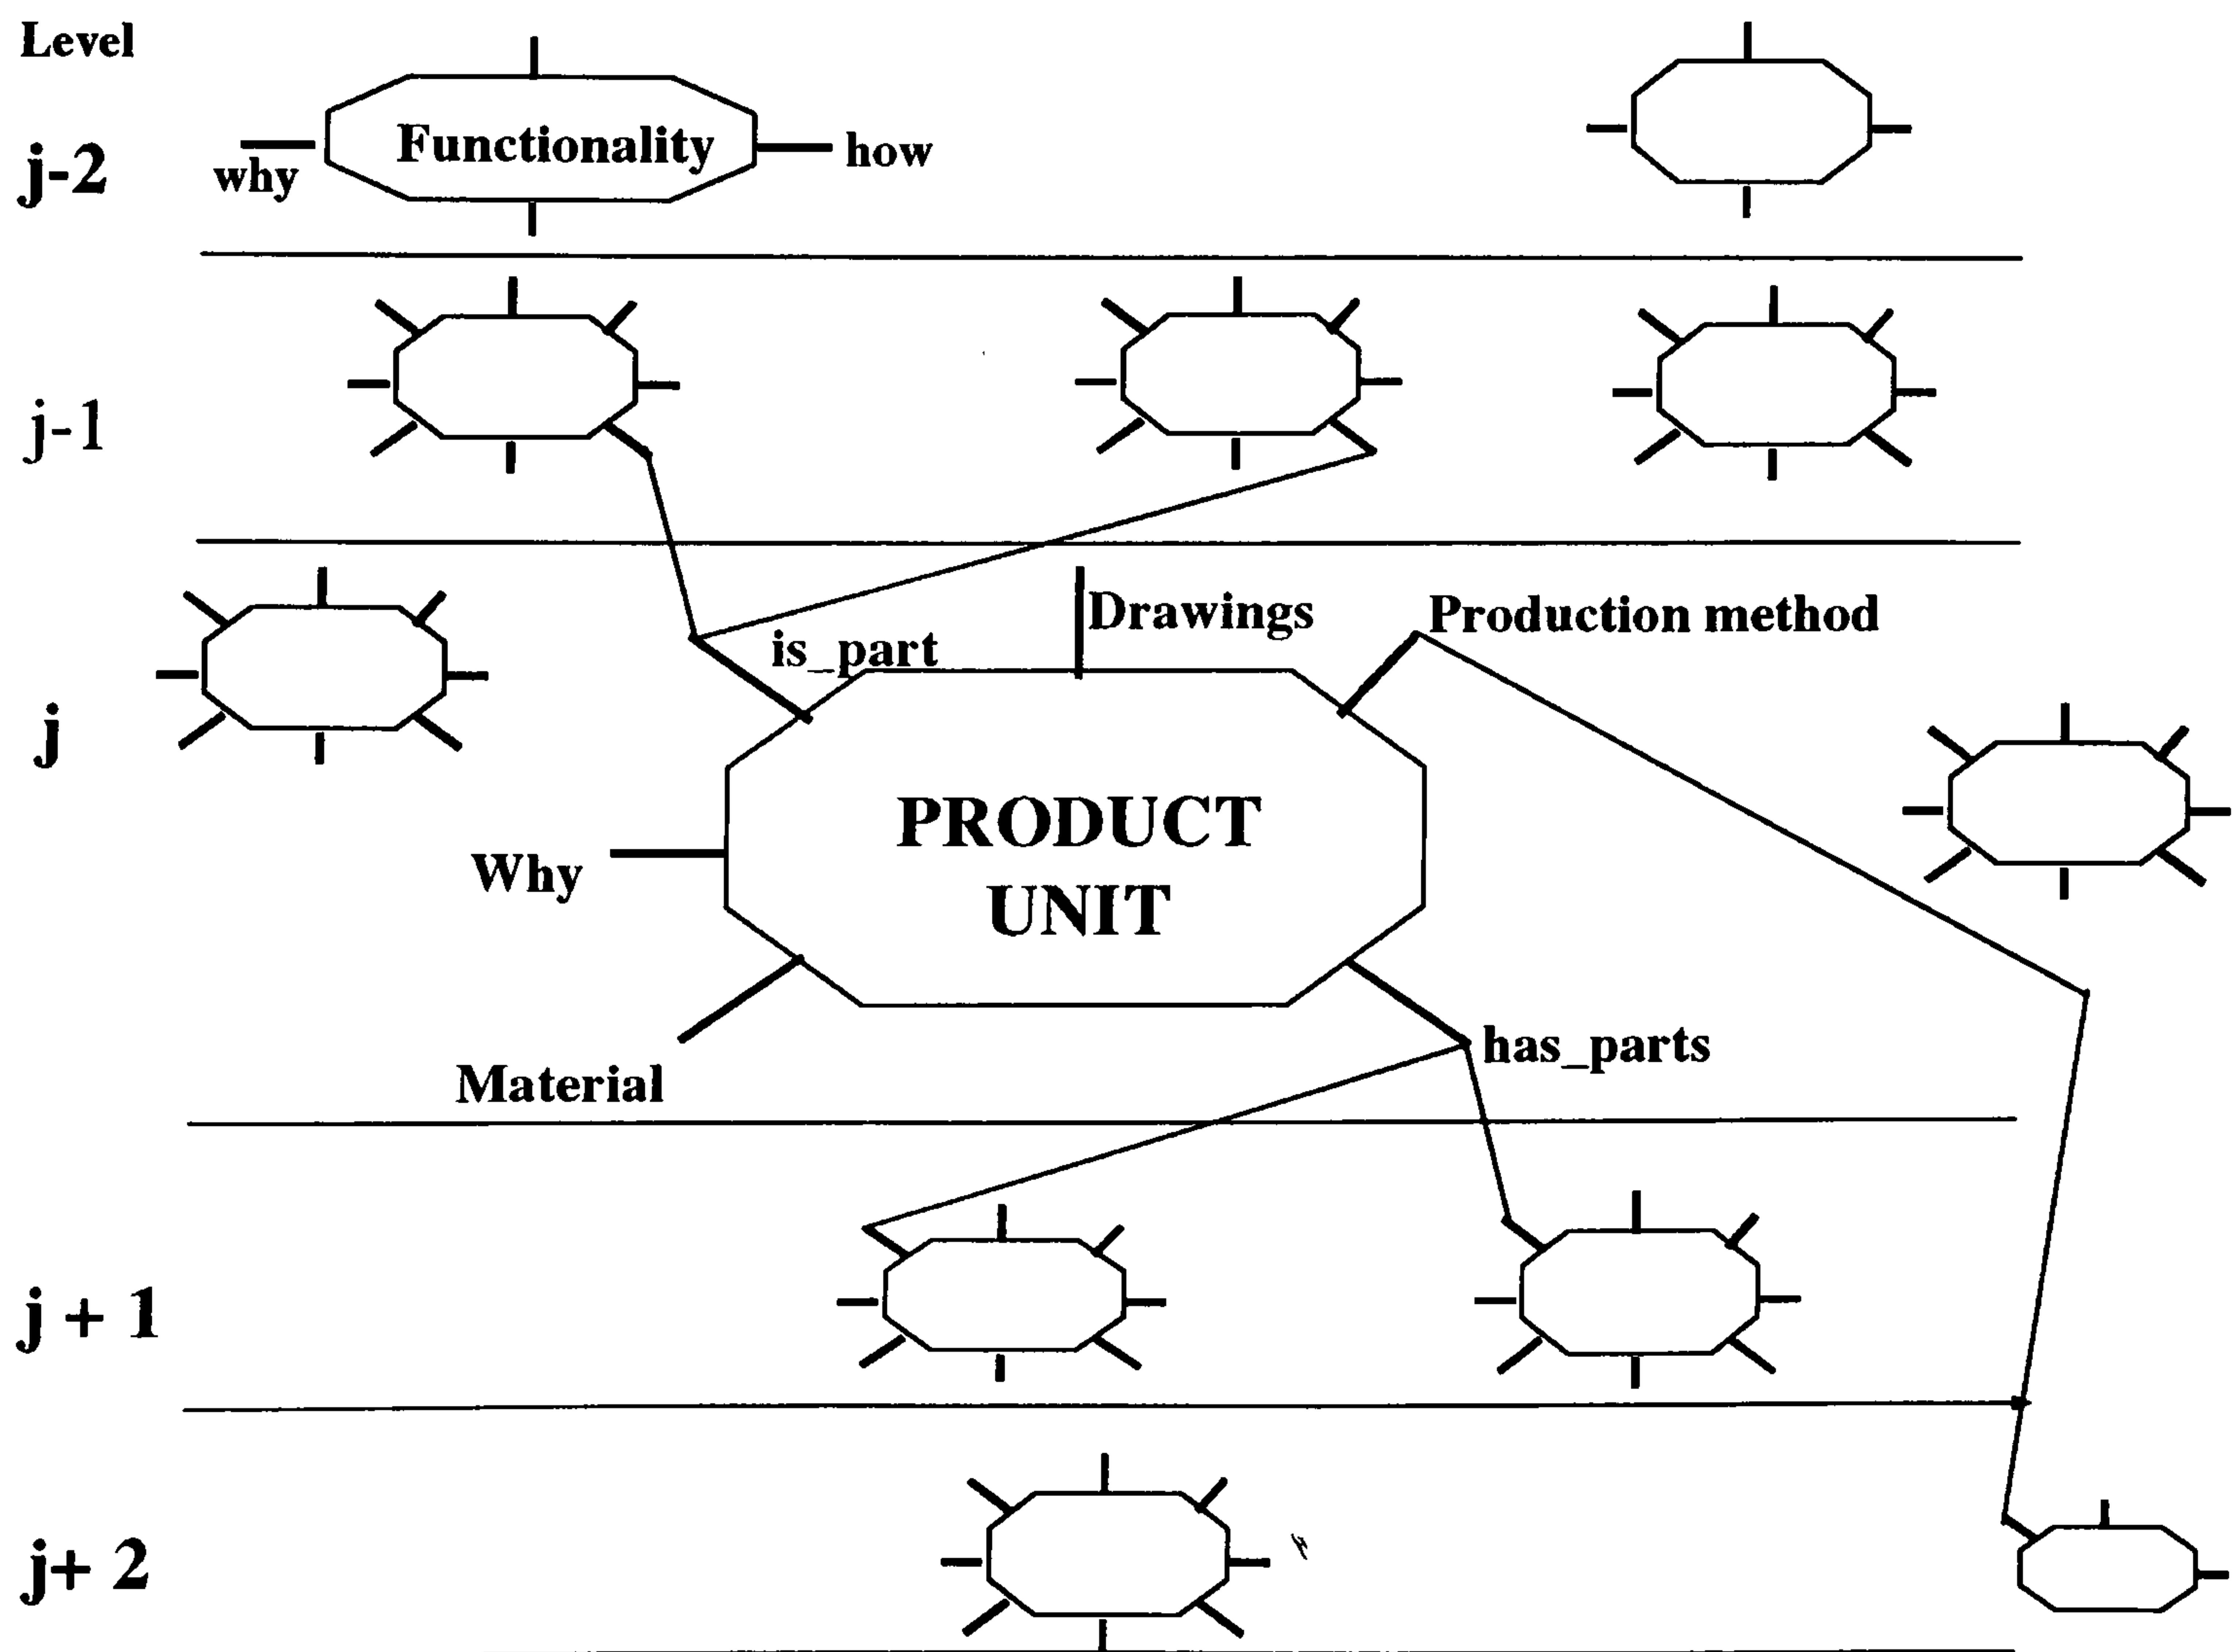 Level
Functionality
why
how
j-2
j-1
Drawings
Production method
is_part
j
PRODUCT
UNIT
Why
has_parts
Material
j + 1
j+ 2